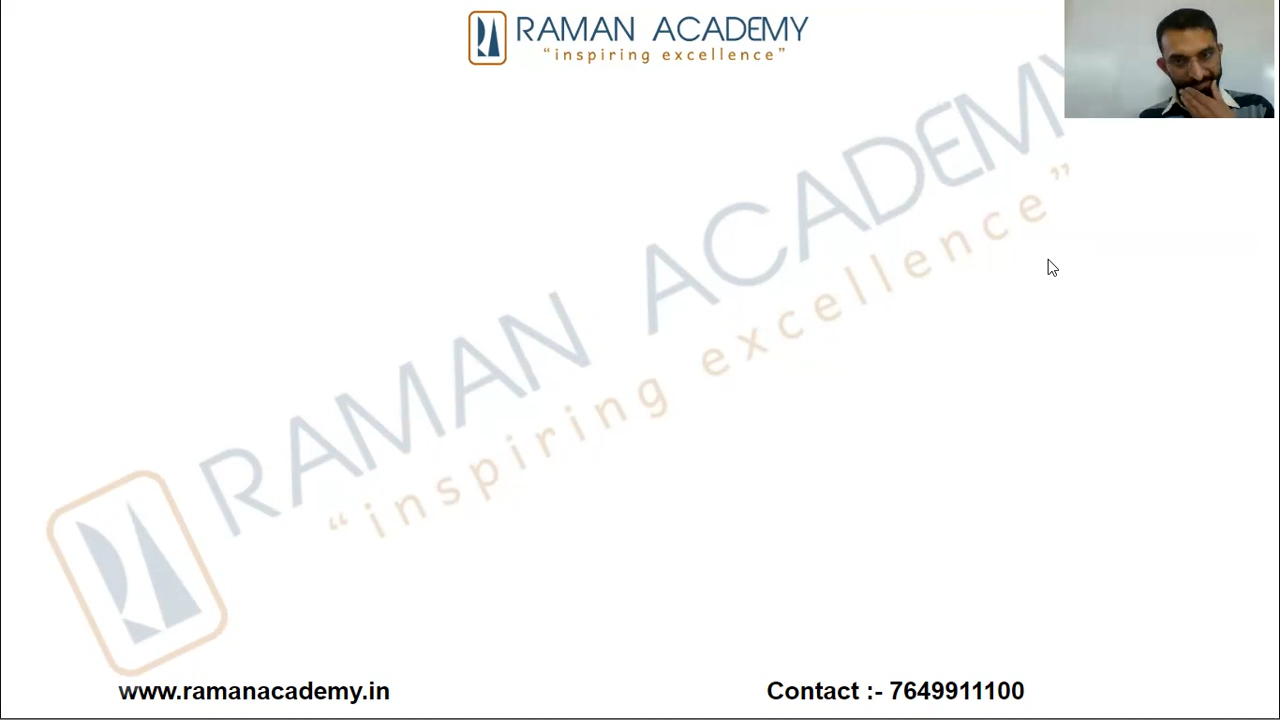 RAMAN ACADEMY
“inspiring excellence”
RAMAN ACADEMY
“inspiring excellence”
www.ramanacademy.in
Contact :- 7649911100